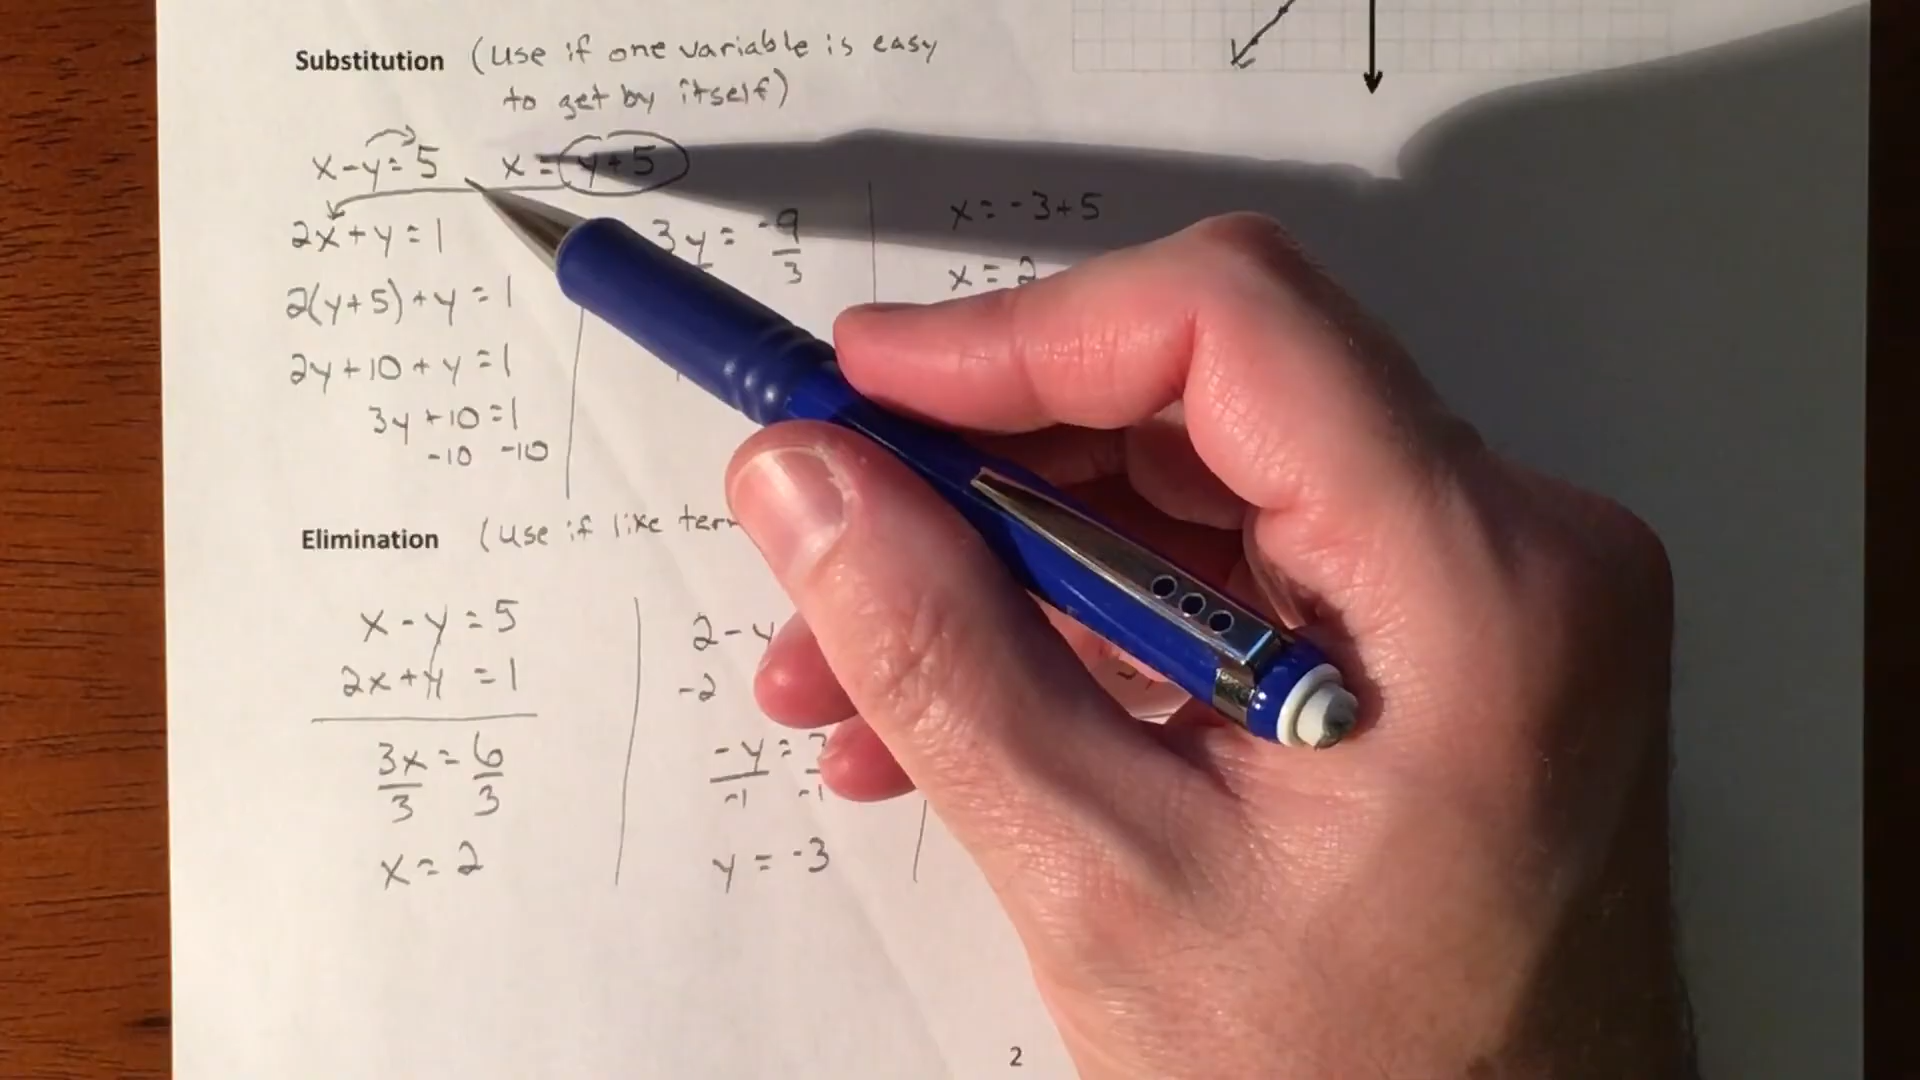 Substitution (Use if one variable is easy
to get by itself)
x-y=5 x = y+5
2x+y=1
2(y+5)+y=1
2y+10+y=1
3y+10=1
-10 -10
3y = -9
3
x = -3+5
x = 2
Elimination (Use if like
x-y=5
2x+y=1
3x=6
3 3
x=2
2-y
-2
-y=3
-1 -1
y = -3
2